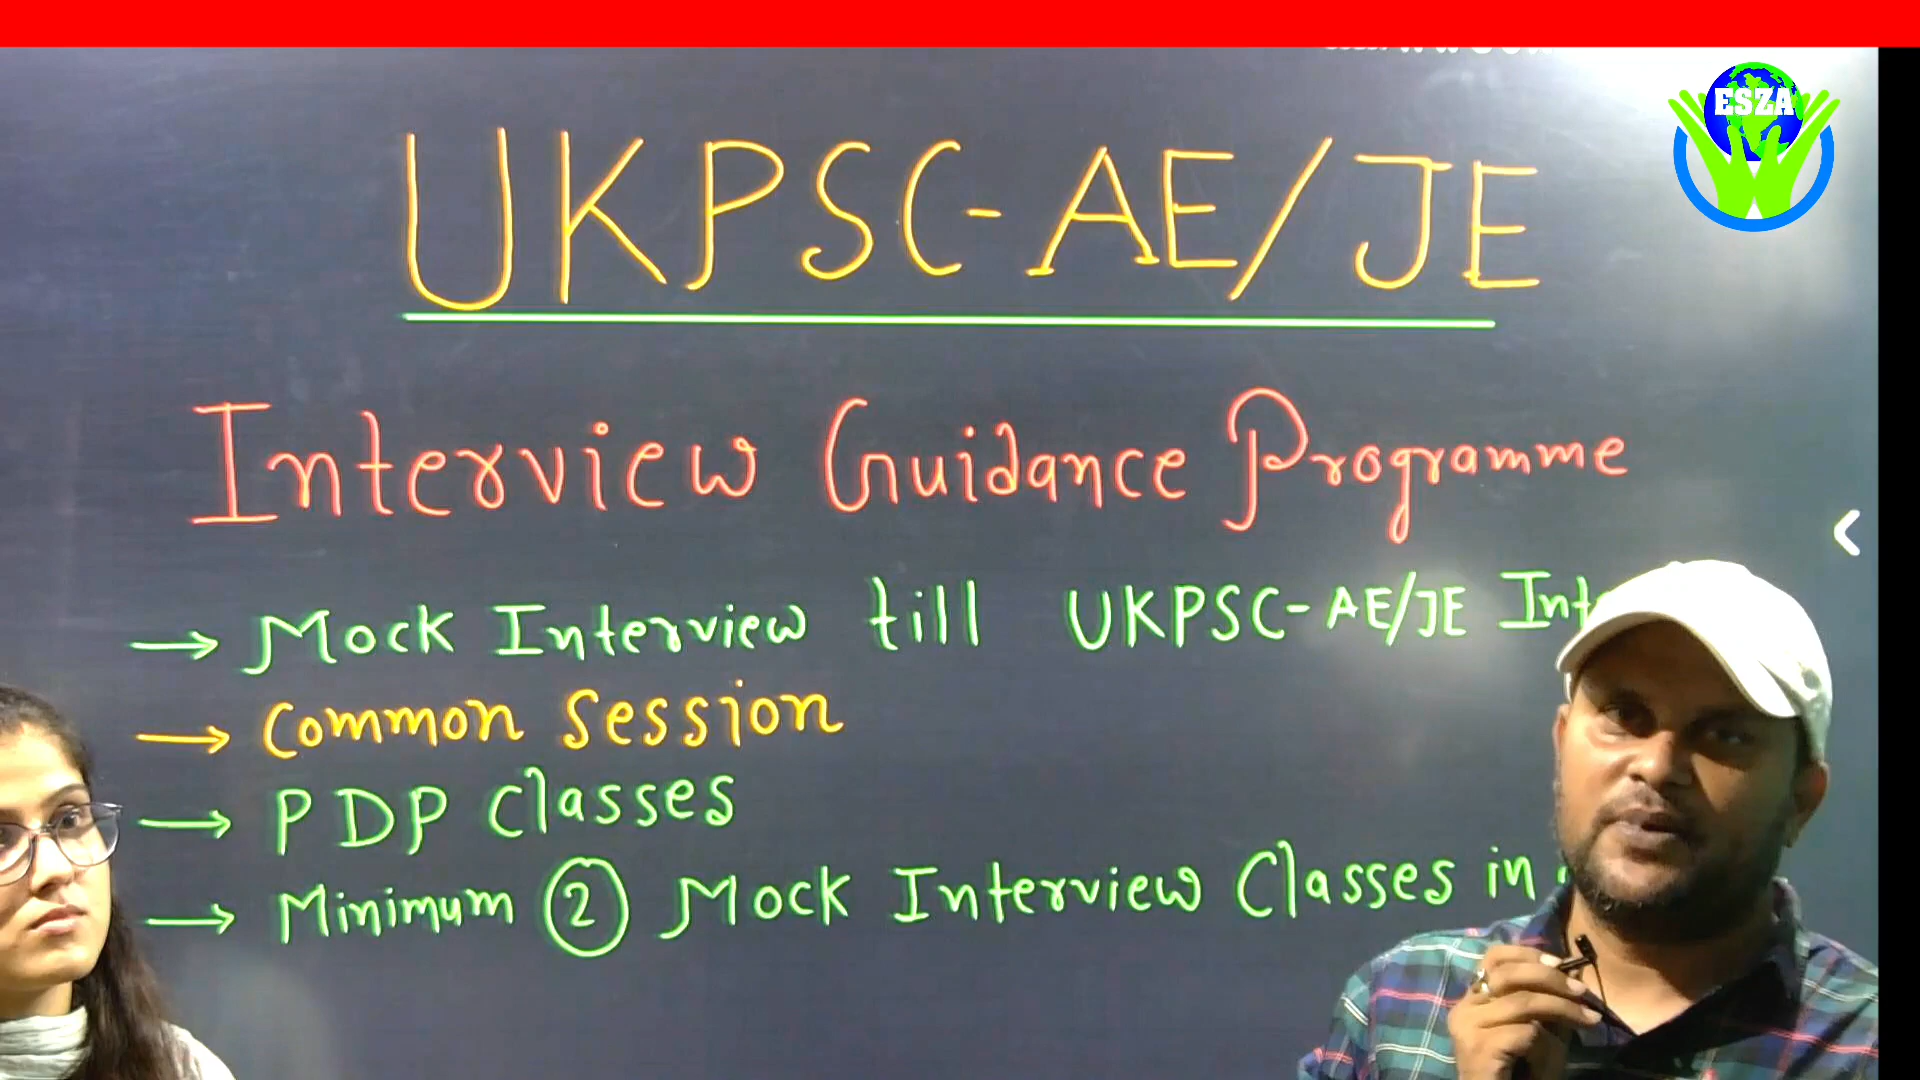 ESZA
UKPSC-AE/JE
Interview Guidance Programme
→ Mock Interview till UKPSC-AE/JE
→ Common Session
→ PDP Classes
→ Minimum ② Mock Interview Classes in